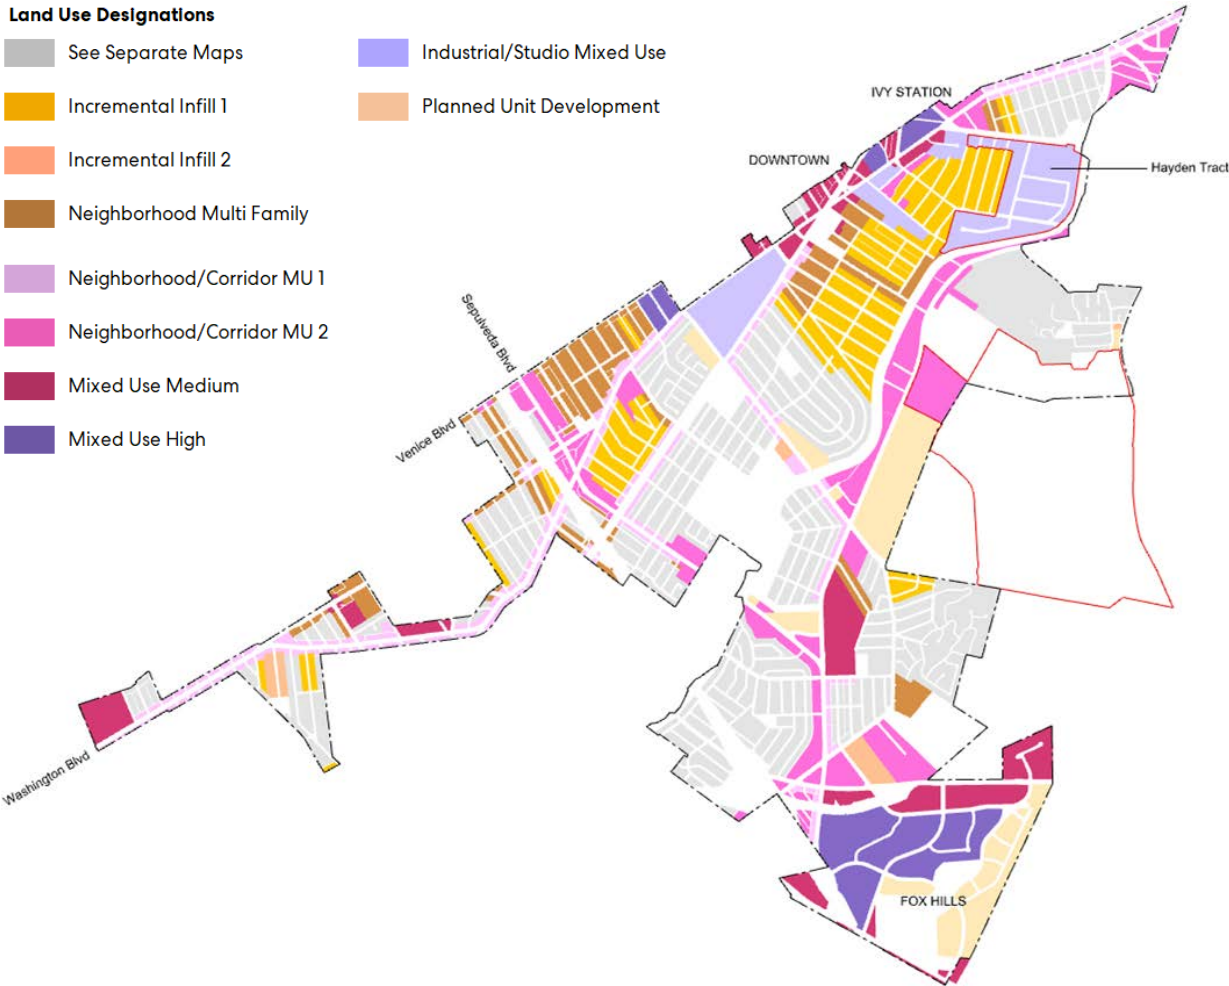 Land Use Designations
See Separate Maps
Incremental Infill 1
Incremental Infill 2
Neighborhood Multi Family
Neighborhood/Corridor MU 1
Neighborhood/Corridor MU 2
Mixed Use Medium
Mixed Use High
Industrial/Studio Mixed Use
Planned Unit Development
IVY STATION
DOWNTOWN
Hayden Tract
Sepulveda Blvd
Venice Blvd
Washington Blvd
FOX HILLS